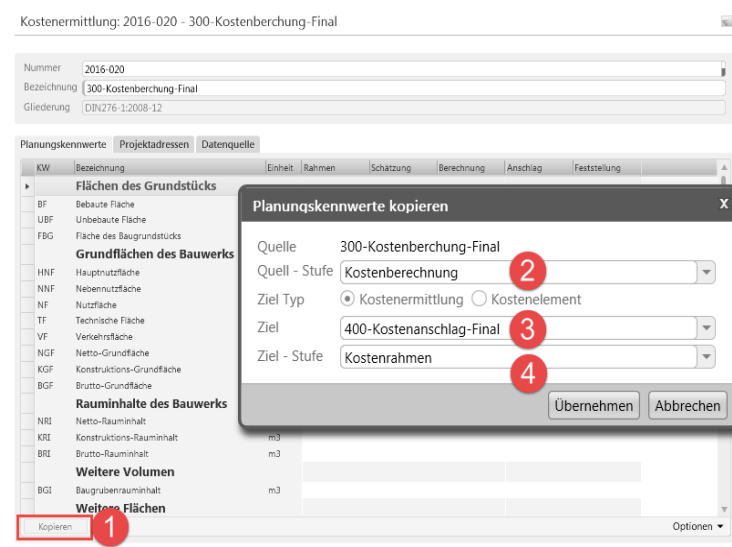 Kostenermittlung: 2016-020 - 300-Kostenberchung-Final
Nummer 2016-020
Bezeichnung 300-Kostenberchung-Final
Gliederung DIN276-1:2008-12
Planungskennwerte Projektadressen Datenquelle
KW Bezeichnung Einheit Rahmen Schätzung Berechnung Anschlag Feststellung
Flächen des Grundstücks
BF Bebaute Fläche
UBF Unbebaute Fläche
FBG Fläche des Baugrundstücks
Grundflächen des Bauwerks
HNF Hauptnutzfläche
NNF Nebennutzfläche
NF Nutzfläche
TF Technische Fläche
VF Verkehrsfläche
NGF Netto-Grundfläche
KGF Konstruktions-Grundfläche
BGF Brutto-Grundfläche
Rauminhalte des Bauwerks
NRI Netto-Rauminhalt
KRI Konstruktions-Rauminhalt m3
BRI Brutto-Rauminhalt m3
Weitere Volumen
BGI Baugrubenrauminhalt m3
Weitere Flächen
Kopieren 1 Optionen
Planungskennwerte kopieren X
Quelle 300-Kostenberchung-Final
Quell - Stufe Kostenberechnung 2
Ziel Typ Kostenermittlung Kostenelement
Ziel 400-Kostenanschlag-Final 3
Ziel - Stufe Kostenrahmen
4
Übernehmen Abbrechen